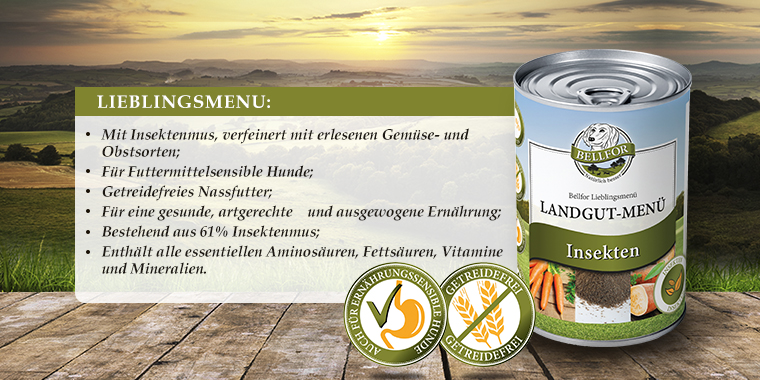 LIEBLINGSMENU:
• Mit Insektenmus, verfeinert mit erlesenen Gemüse- und
Obstsorten;
• Für Futtermittelsensible Hunde;
• Getreidefreies Nassfutter;
• Für eine gesunde, artgerechte und ausgewogene Ernährung;
• Bestehend aus 61% Insektenmus;
• Enthält alle essentiellen Aminosäuren, Fettsäuren, Vitamine
und Mineralien.
BELLFOR
Natürlich besser
Bellfor Lieblingsmenü
LANDGUT-MENÜ
Insekten
AUCH FÜR ERNÄHRUNGSSENSIBLE HUNDE
GETREIDEFREI
GETREIDEFREI